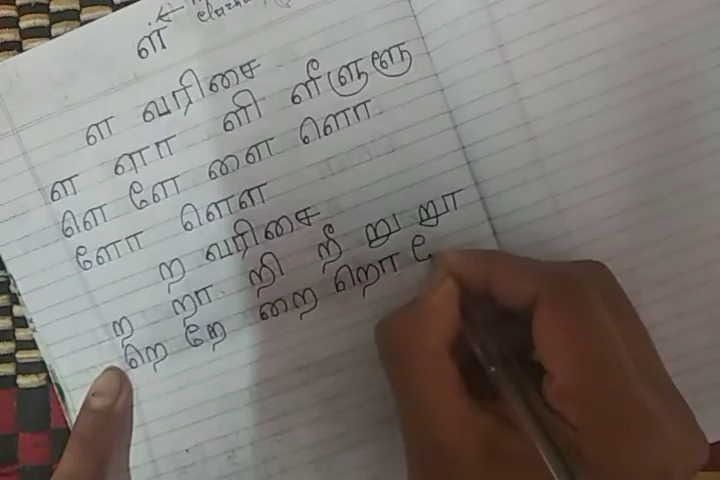 ள்
ள வரிசை
ள ளா ளி ளீ ளு ளூ
ளெ ளே ளை ளொ
ளோ ளௌ
ற வரிசை
ற றா றி றீ று றூ
றெ றே றை றொ